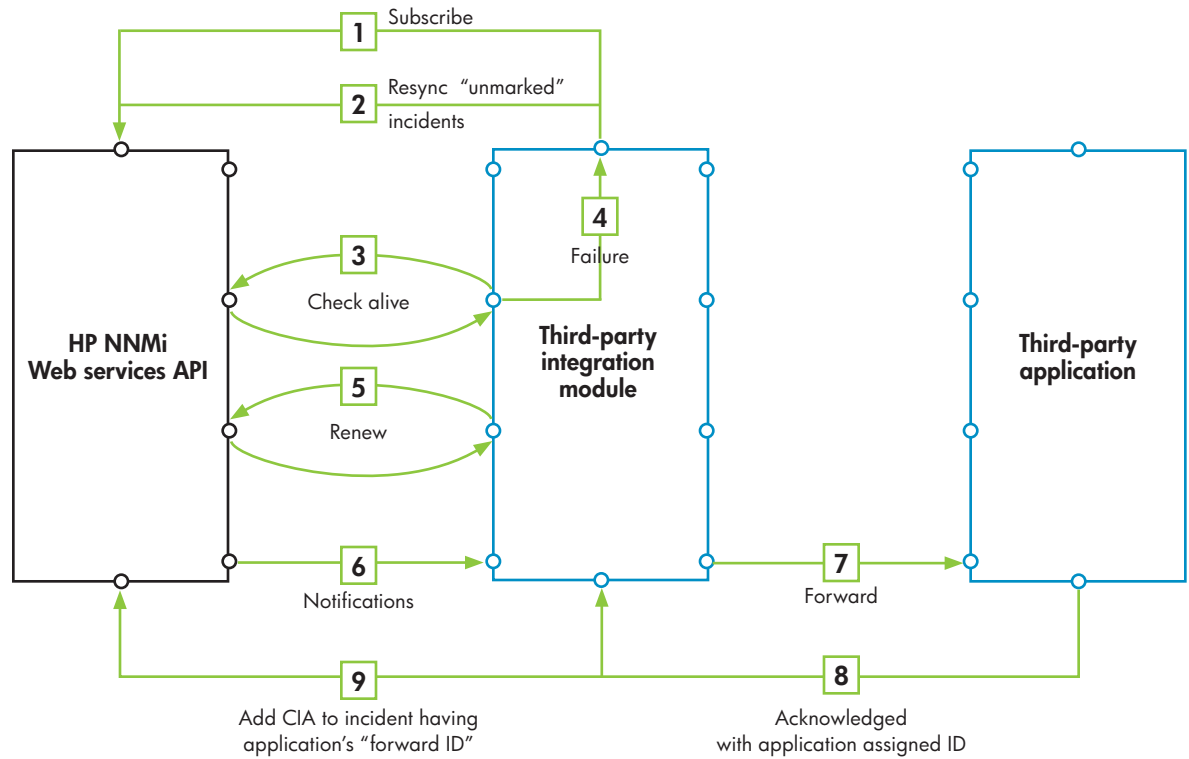 1
Subscribe
2
Resync “unmarked”
incidents
3
Check alive
4
Failure
HP NNMi
Web services API
Third-party
integration
module
Third-party
application
5
Renew
6
Notifications
7
Forward
9
Add CIA to incident having
application’s “forward ID”
8
Acknowledged
with application assigned ID